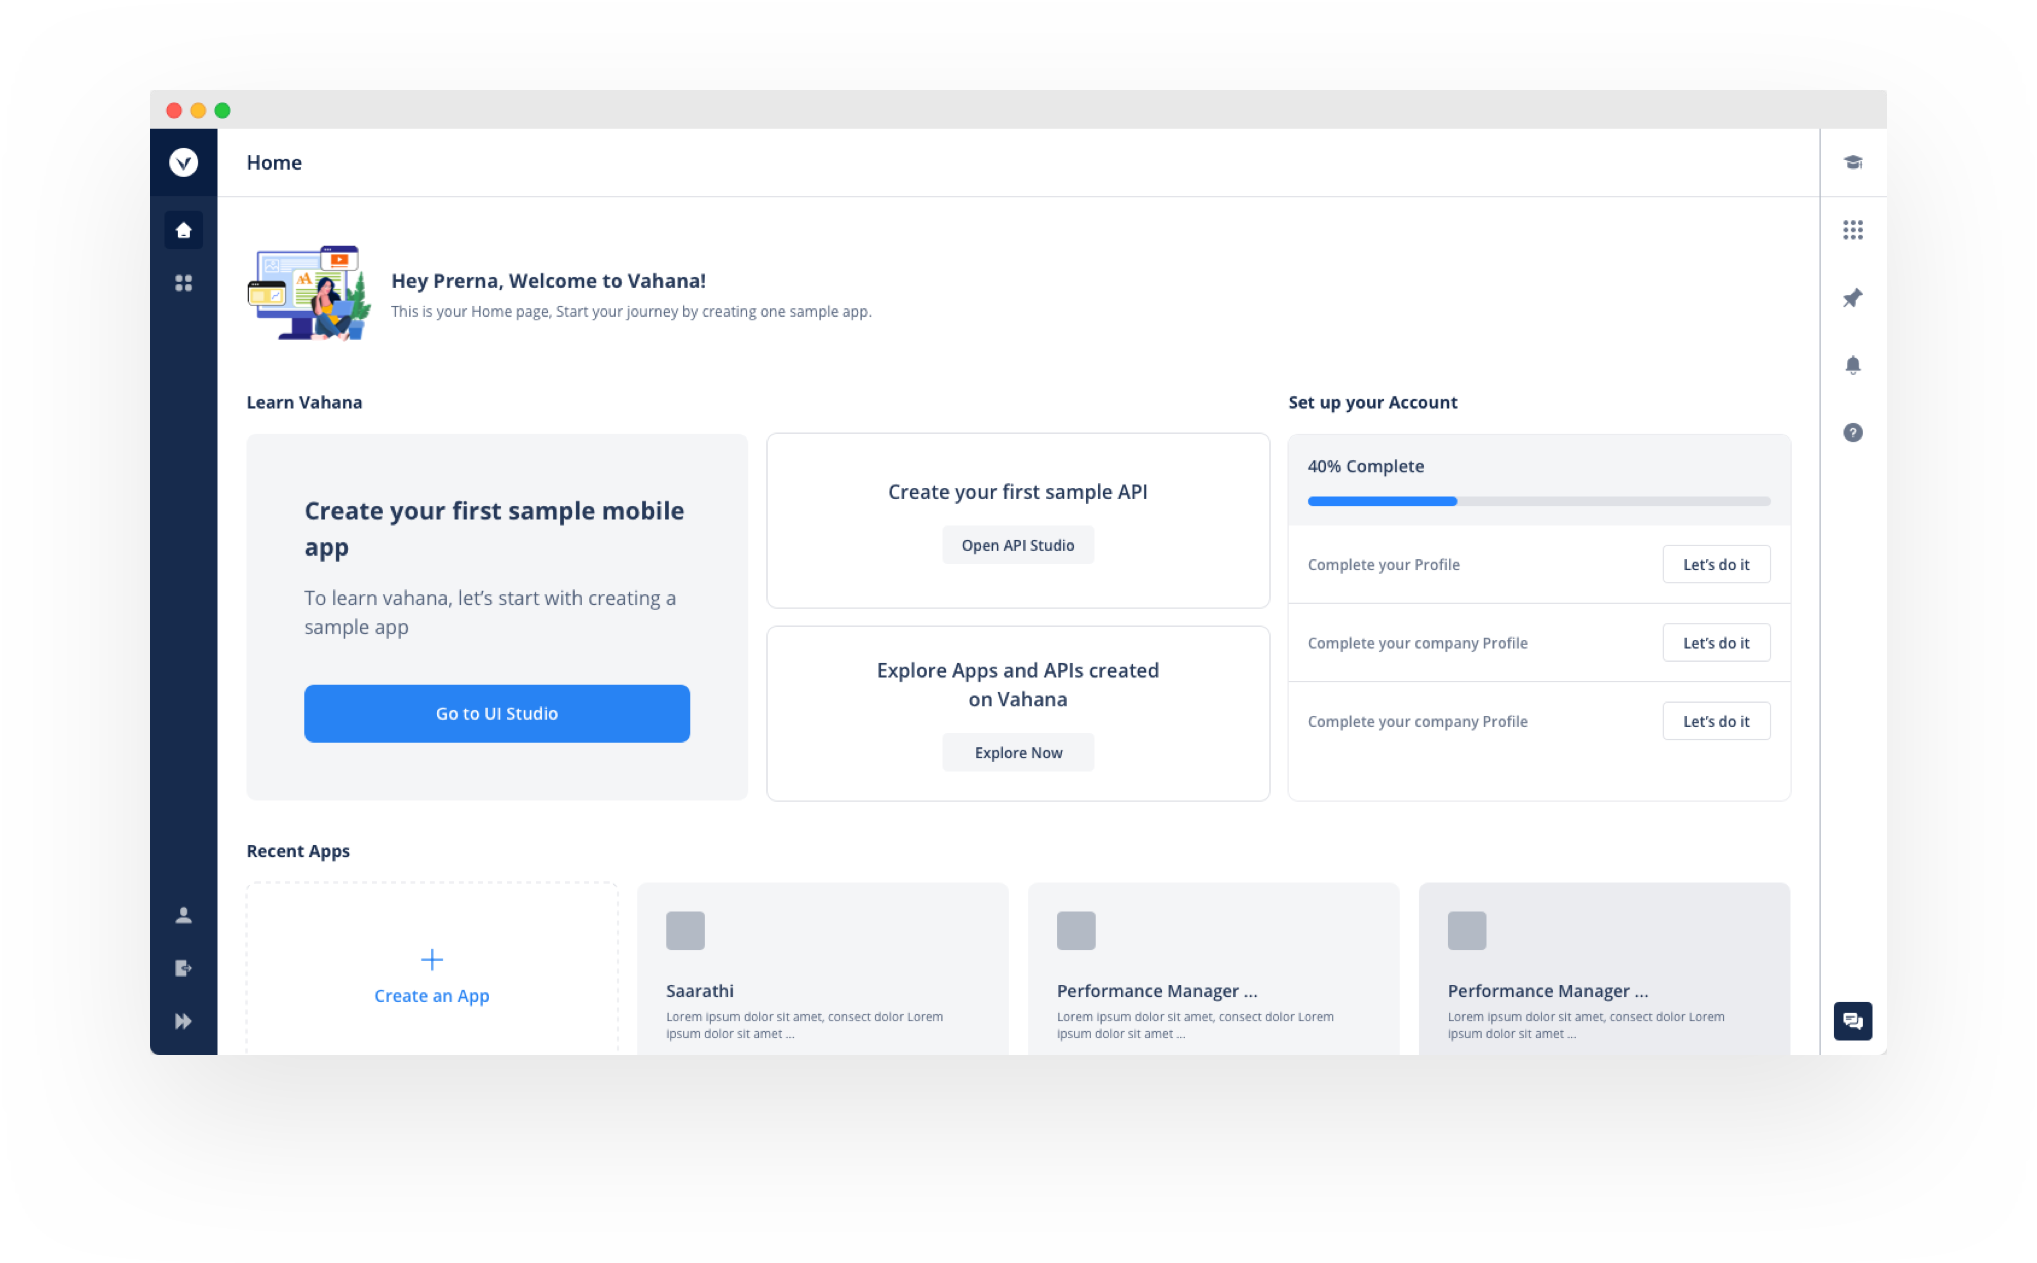 Home
Hey Prerna, Welcome to Vahana!
This is your Home page, Start your journey by creating one sample app.
Learn Vahana
Create your first sample mobile
app
To learn vahana, let’s start with creating a
sample app
Go to UI Studio
Create your first sample API
Open API Studio
Explore Apps and APIs created
on Vahana
Explore Now
Set up your Account
40% Complete
Complete your Profile
Let’s do it
Complete your company Profile
Let’s do it
Complete your company Profile
Let’s do it
Recent Apps
Create an App
Saarathi
Lorem ipsum dolor sit amet, consect dolor Lorem
ipsum dolor sit amet ...
Performance Manager ...
Lorem ipsum dolor sit amet, consect dolor Lorem
ipsum dolor sit amet ...
Performance Manager ...
Lorem ipsum dolor sit amet, consect dolor Lorem
ipsum dolor sit amet ...